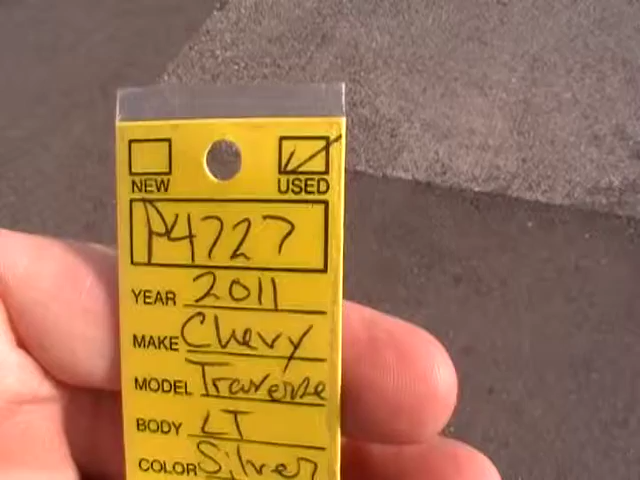 NEW USED
P4727
YEAR 2011
MAKE Chevy
MODEL Traverse
BODY LT
COLOR Silver